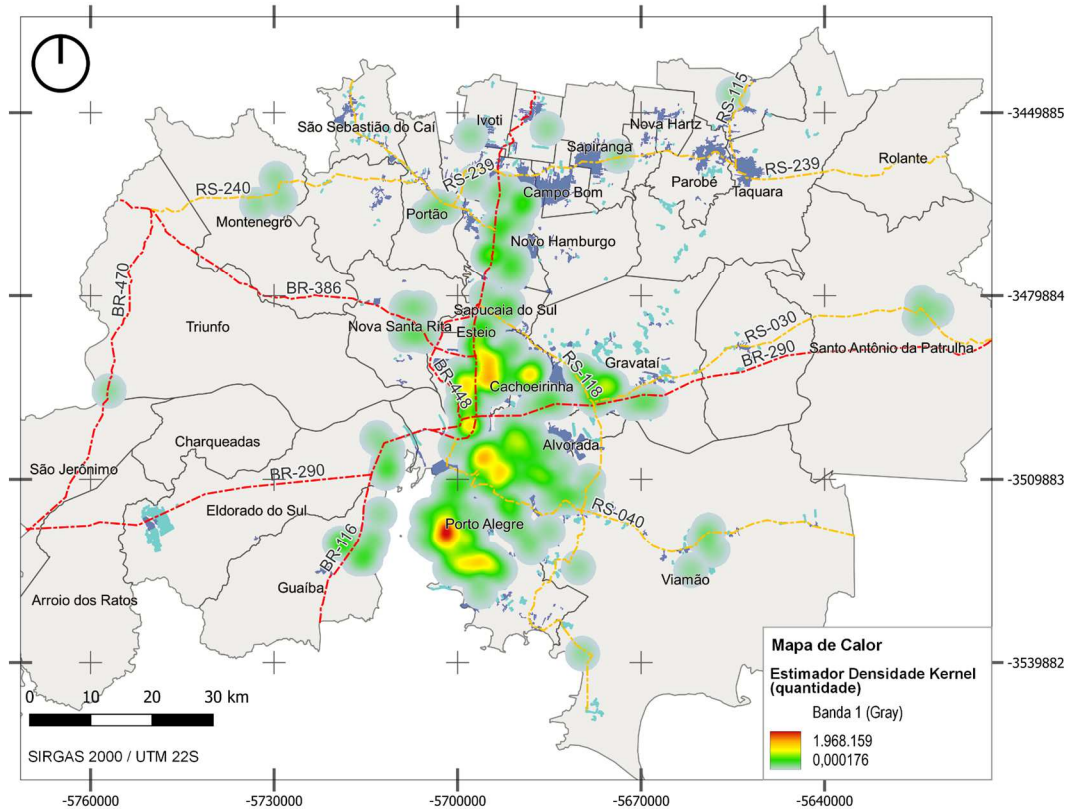 RS-115
-3449885
Ivoti
São Sebastião do Caí
Nova Hartz
Sapiranga
RS-239
RS-239
Rolante
RS-240
Campo Bom
Parobé
Taquara
Portão
Montenegro
Novo Hamburgo
BR-470
BR-386
-3479884
Sapucaia do Sul
Triunfo
Nova Santa Rita
Esteio
RS-030
BR-290
Santo Antônio da Patrulha
RS-118
Gravataí
BR-448
Cachoeirinha
Charqueadas
Alvorada
São Jerônimo
BR-290
-3509883
Eldorado do Sul
RS-040
Porto Alegre
BR-116
Viamão
Guaíba
Arroio dos Ratos
Mapa de Calor
-3539882
Estimador Densidade Kernel
(quantidade)
Banda 1 (Gray)
1.968.159
0,000176
0 10 20 30 km
SIRGAS 2000 / UTM 22S
-5760000 -5730000 -5700000 -5670000 -5640000